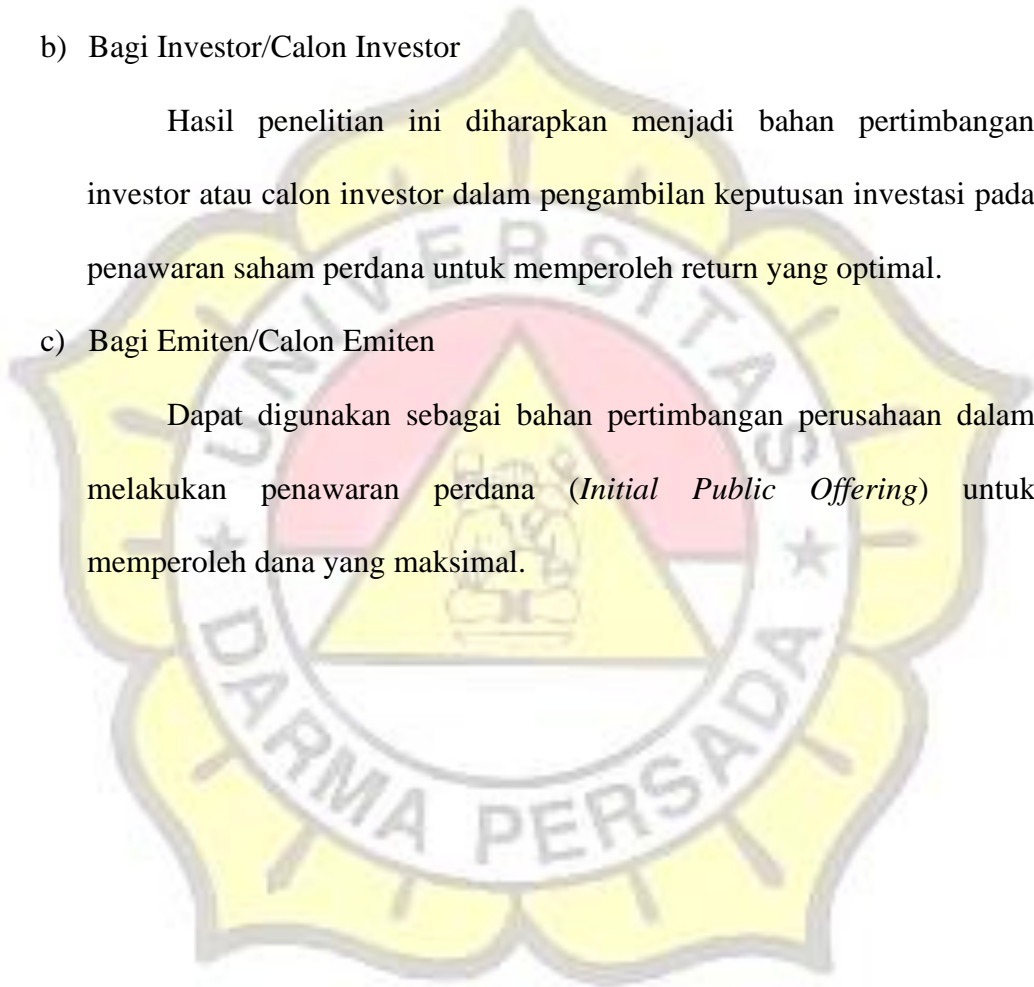 b) Bagi Investor/Calon Investor
Hasil penelitian ini diharapkan menjadi bahan pertimbangan
investor atau calon investor dalam pengambilan keputusan investasi pada
penawaran saham perdana untuk memperoleh return yang optimal.
c) Bagi Emiten/Calon Emiten
Dapat digunakan sebagai bahan pertimbangan perusahaan dalam
melakukan penawaran perdana (Initial Public Offering) untuk
memperoleh dana yang maksimal.
UNIVERSITAS
DARMA PERSADA